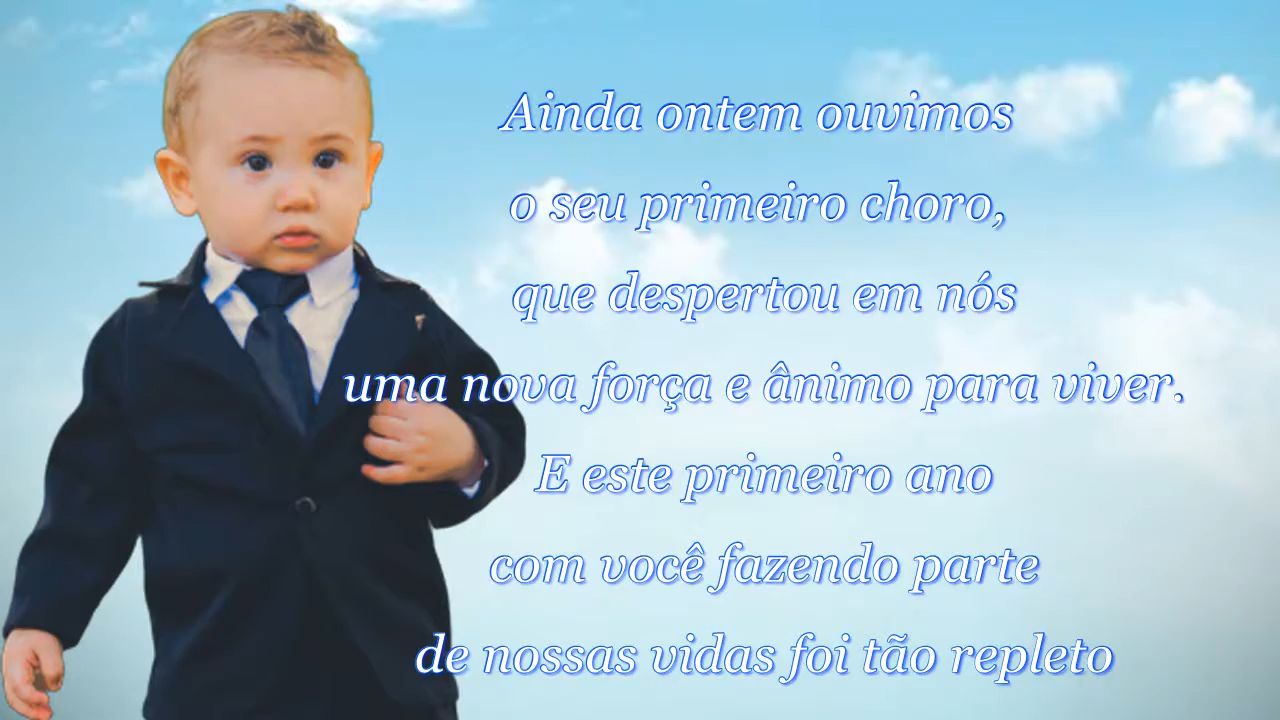 Ainda ontem ouvimos
o seu primeiro choro,
que despertou em nós
uma nova força e ânimo para viver.
E este primeiro ano
com você fazendo parte
de nossas vidas foi tão repleto